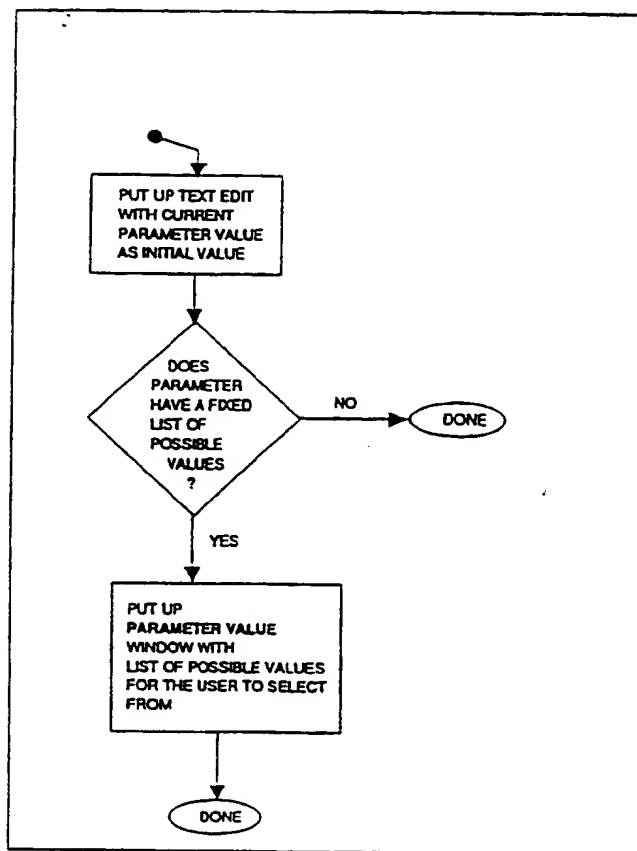 PUT UP TEXT EDIT
WITH CURRENT
PARAMETER VALUE
AS INITIAL VALUE
DOES
PARAMETER
HAVE A FIXED
LIST OF
POSSIBLE
VALUES
?
NO
DONE
YES
PUT UP
PARAMETER VALUE
WINDOW WITH
LIST OF POSSIBLE VALUES
FOR THE USER TO SELECT
FROM
DONE